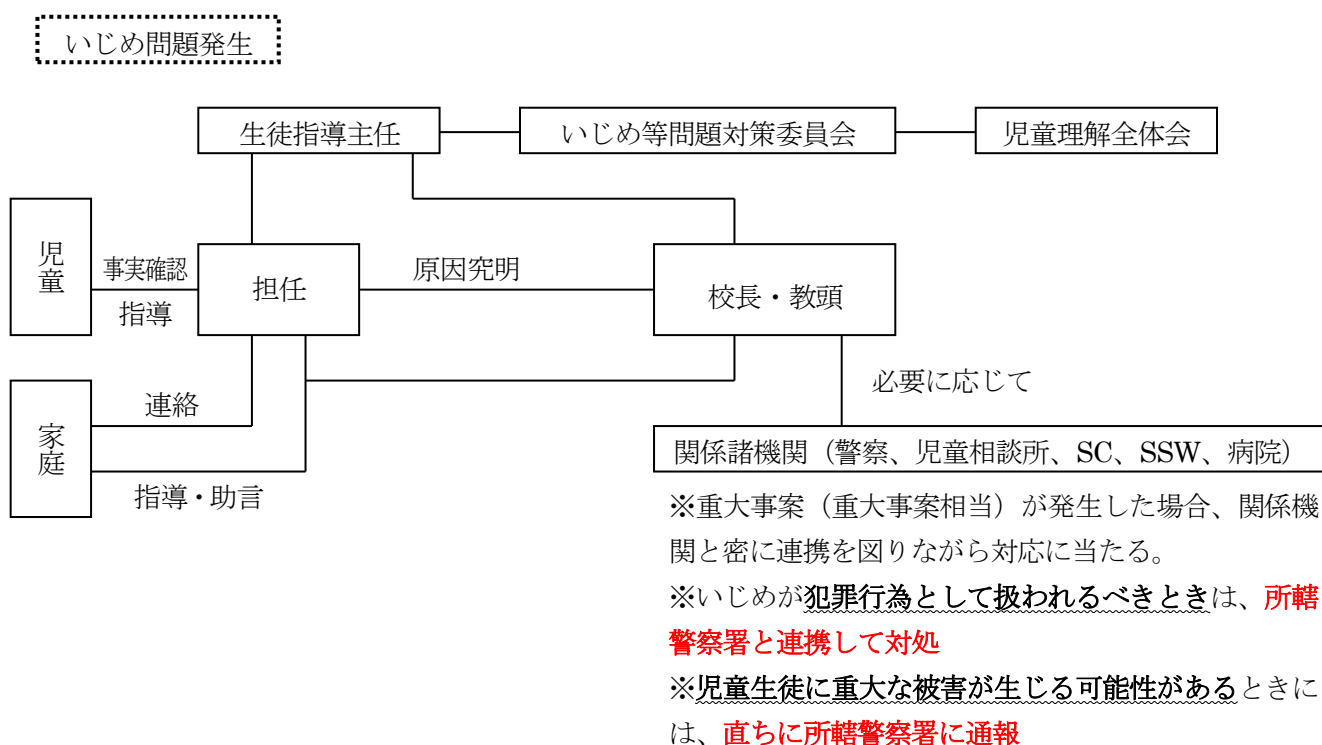 いじめ問題発生
生徒指導主任
いじめ等問題対策委員会
児童理解全体会
児童
事実確認
指導
担任
原因究明
校長・教頭
必要に応じて
家庭
連絡
指導・助言
関係諸機関（警察、児童相談所、SC、SSW、病院）
※重大事案（重大事案相当）が発生した場合、関係機
関と密に連携を図りながら対応に当たる。
※いじめが犯罪行為として扱われるべきときは、所轄
警察署と連携して対処
※児童生徒に重大な被害が生じる可能性があるときに
は、直ちに所轄警察署に通報